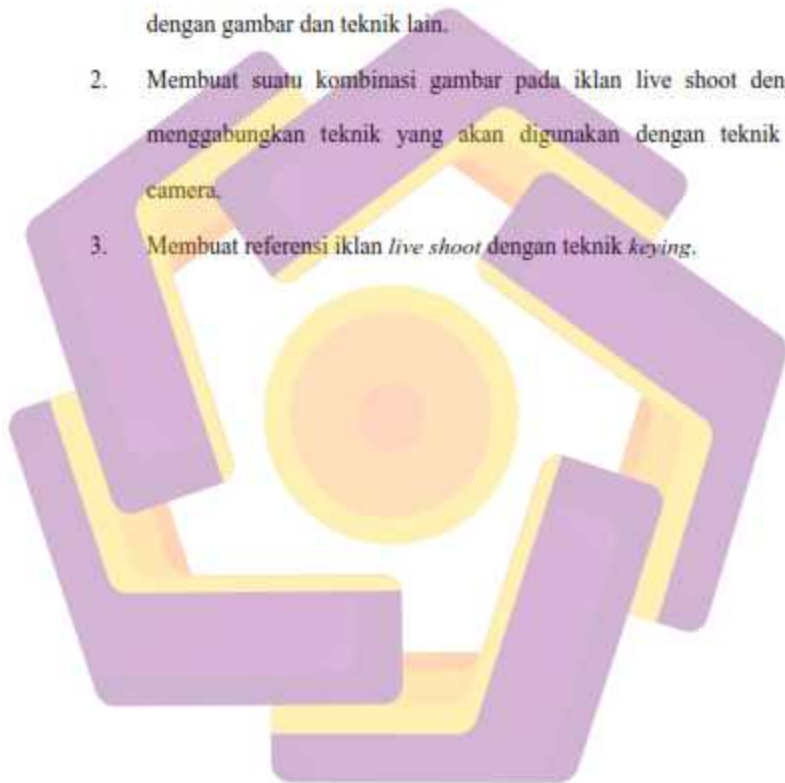 dengan gambar dan teknik lain.
2. Membuat suatu kombinasi gambar pada iklan live shoot den
menggabungkan teknik yang akan digunakan dengan teknik
camera.
3. Membuat referensi iklan live shoot dengan teknik keying.